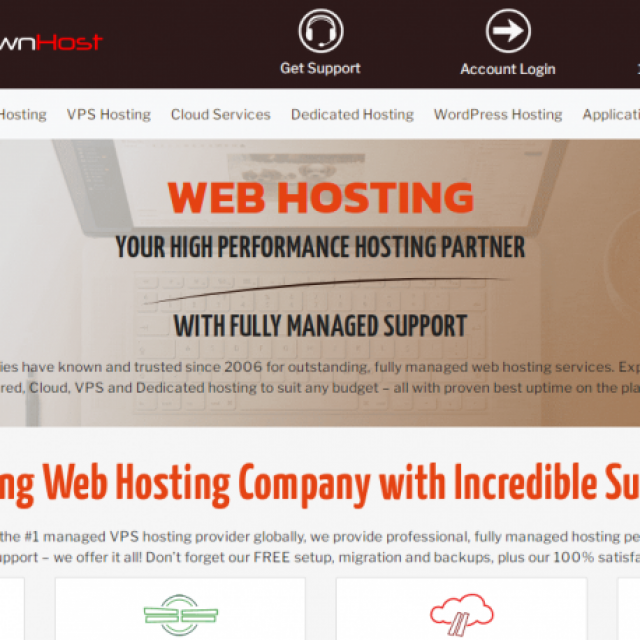 wnHost
Get Support
Account Login
Hosting
VPS Hosting
Cloud Services
Dedicated Hosting
WordPress Hosting
Applicati
WEB HOSTING
YOUR HIGH PERFORMANCE HOSTING PARTNER
WITH FULLY MANAGED SUPPORT
ies have known and trusted since 2006 for outstanding, fully managed web hosting services. Exp
red, Cloud, VPS and Dedicated hosting to suit any budget – all with proven best uptime on the pla
ng Web Hosting Company with Incredible Su
the #1 managed VPS hosting provider globally, we provide professional, fully managed hosting pe
upport – we offer it all! Don't forget our FREE setup, migration and backups, plus our 100% satisfa